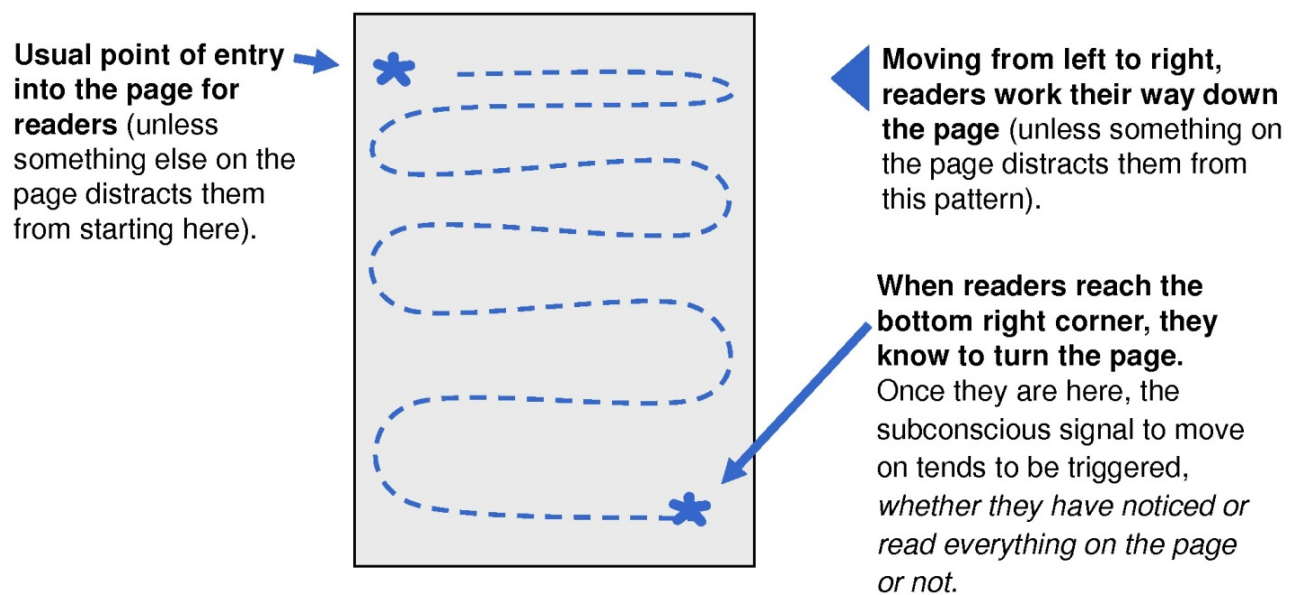 Usual point of entry
into the page for
readers (unless
something else on the
page distracts them
from starting here).
Moving from left to right,
readers work their way down
the page (unless something on
the page distracts them from
this pattern).
When readers reach the
bottom right corner, they
know to turn the page.
Once they are here, the
subconscious signal to move
on tends to be triggered,
whether they have noticed or
read everything on the page
or not.